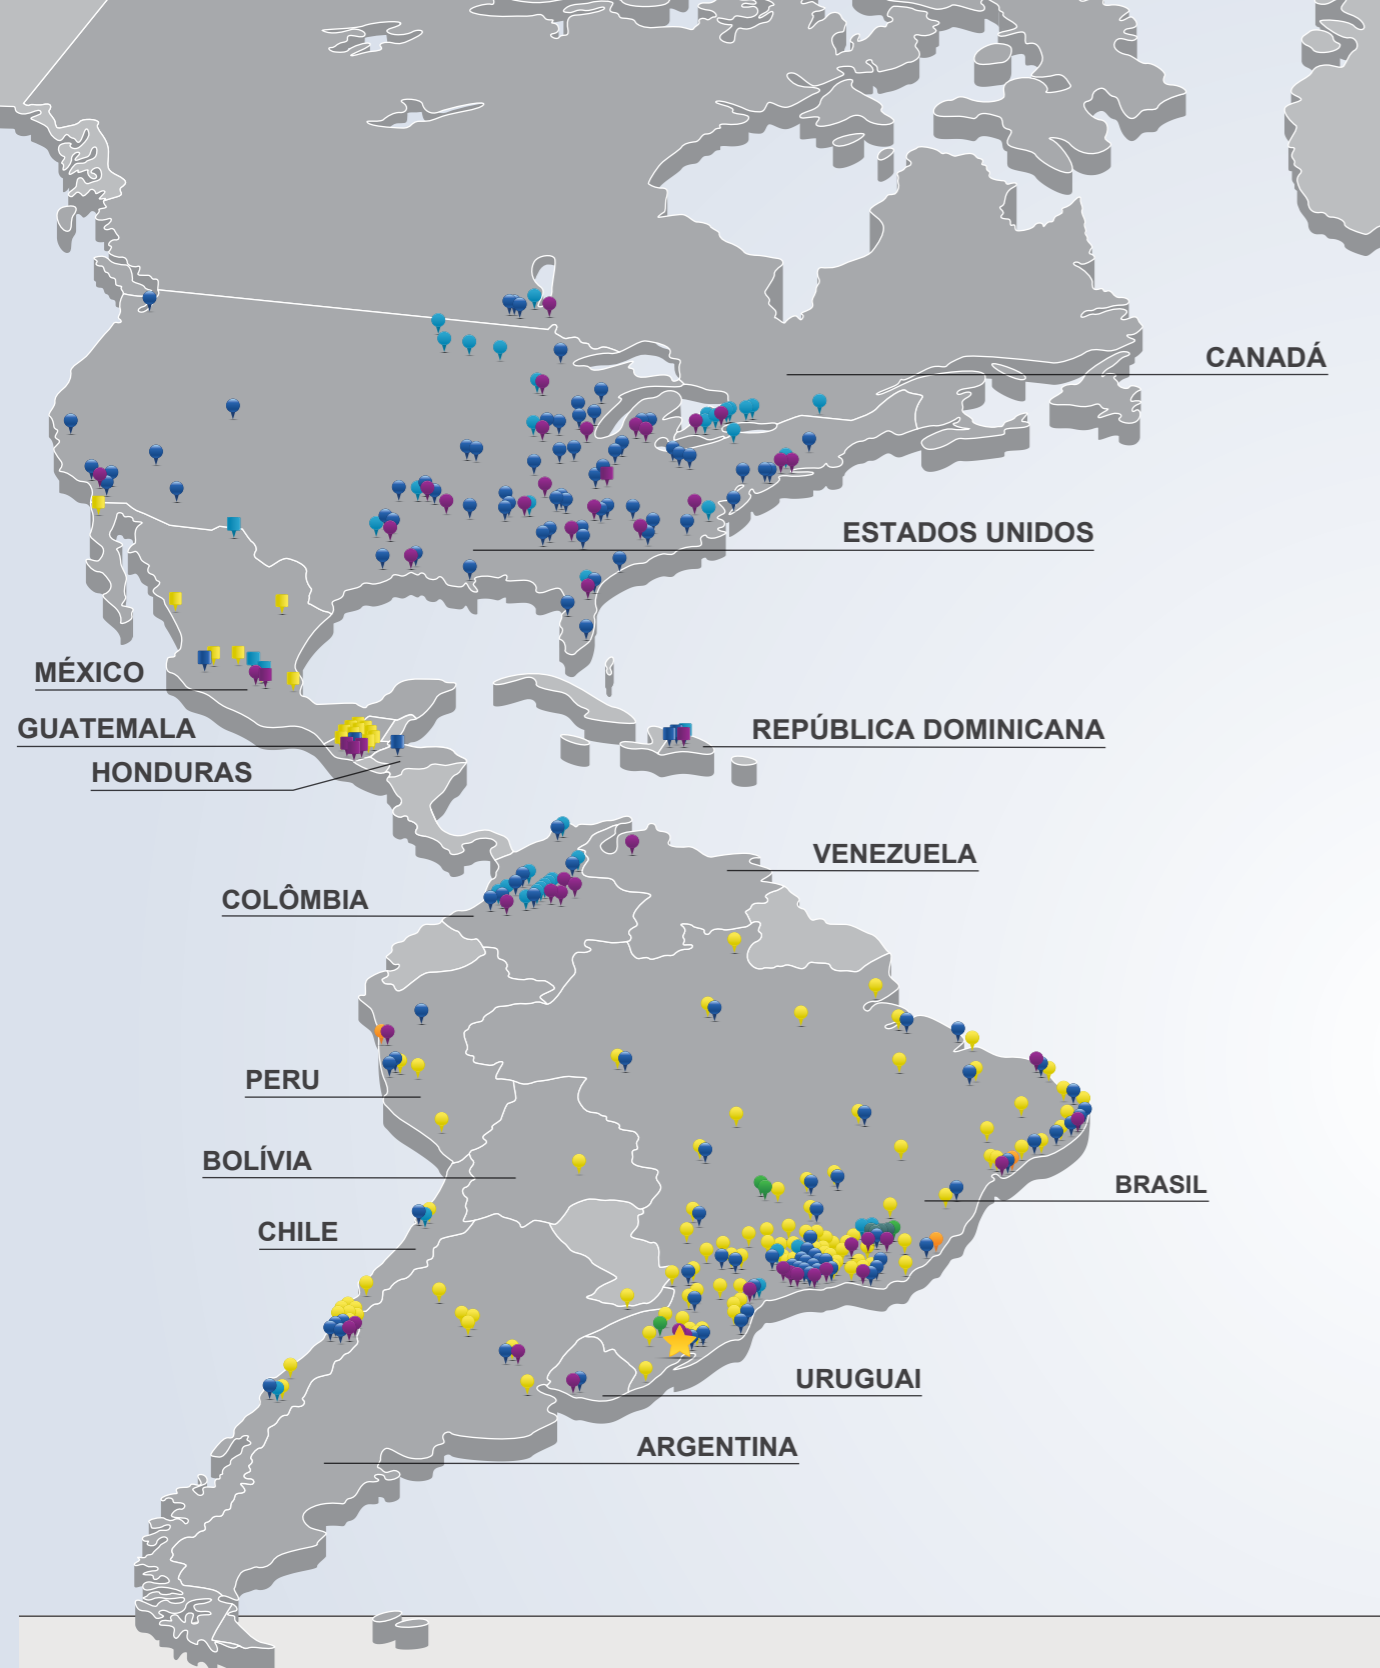 CANADÁ
ESTADOS UNIDOS
MÉXICO
GUATEMALA
REPÚBLICA DOMINICANA
HONDURAS
VENEZUELA
COLÔMBIA
PERU
BOLÍVIA
BRASIL
CHILE
URUGUAI
ARGENTINA